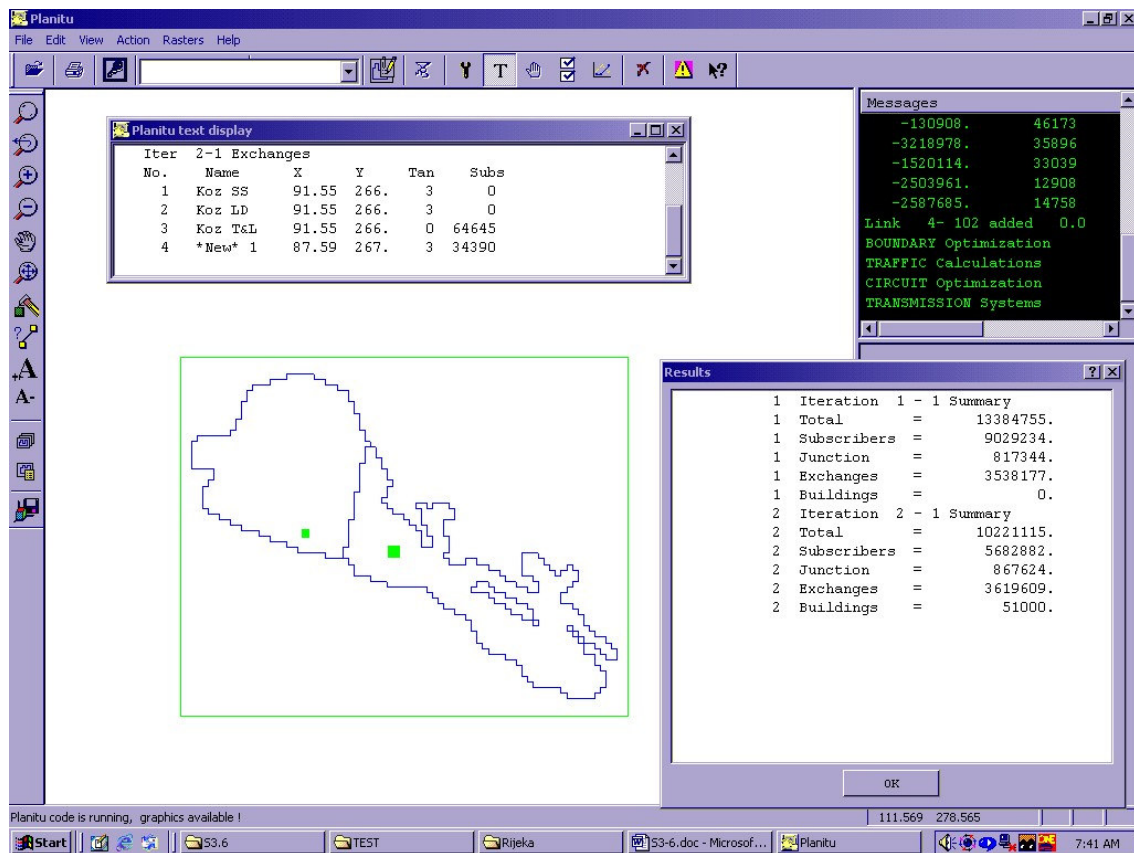 Planitu
File Edit View Action Rasters Help
T
Planitu text display
Iter 2-1 Exchanges
No. Name X Y Tan Subs
1 Koz SS 91.55 266. 3 0
2 Koz LD 91.55 266. 3 0
3 Koz T&L 91.55 266. 0 64645
4 *New* 1 87.59 267. 3 34390
Messages
-130908. 46173
-3218978. 35896
-1520114. 33039
-2503961. 12908
-2587685. 14758
Link 4- 102 added 0.0
BOUNDARY Optimization
TRAFFIC Calculations
CIRCUIT Optimization
TRANSMISSION Systems
+A
A-
Results
1 Iteration 1 - 1 Summary
1 Total = 13384755.
1 Subscribers = 9029234.
1 Junction = 817344.
1 Exchanges = 3538177.
1 Buildings = 0.
2 Iteration 2 - 1 Summary
2 Total = 10221115.
2 Subscribers = 5682882.
2 Junction = 867624.
2 Exchanges = 3619609.
2 Buildings = 51000.
OK
Planitu code is running, graphics available !
111.569 278.565
Start
S3.6
TEST
Rijeka
S3-6.doc - Microsof...
Planitu
7:41 AM